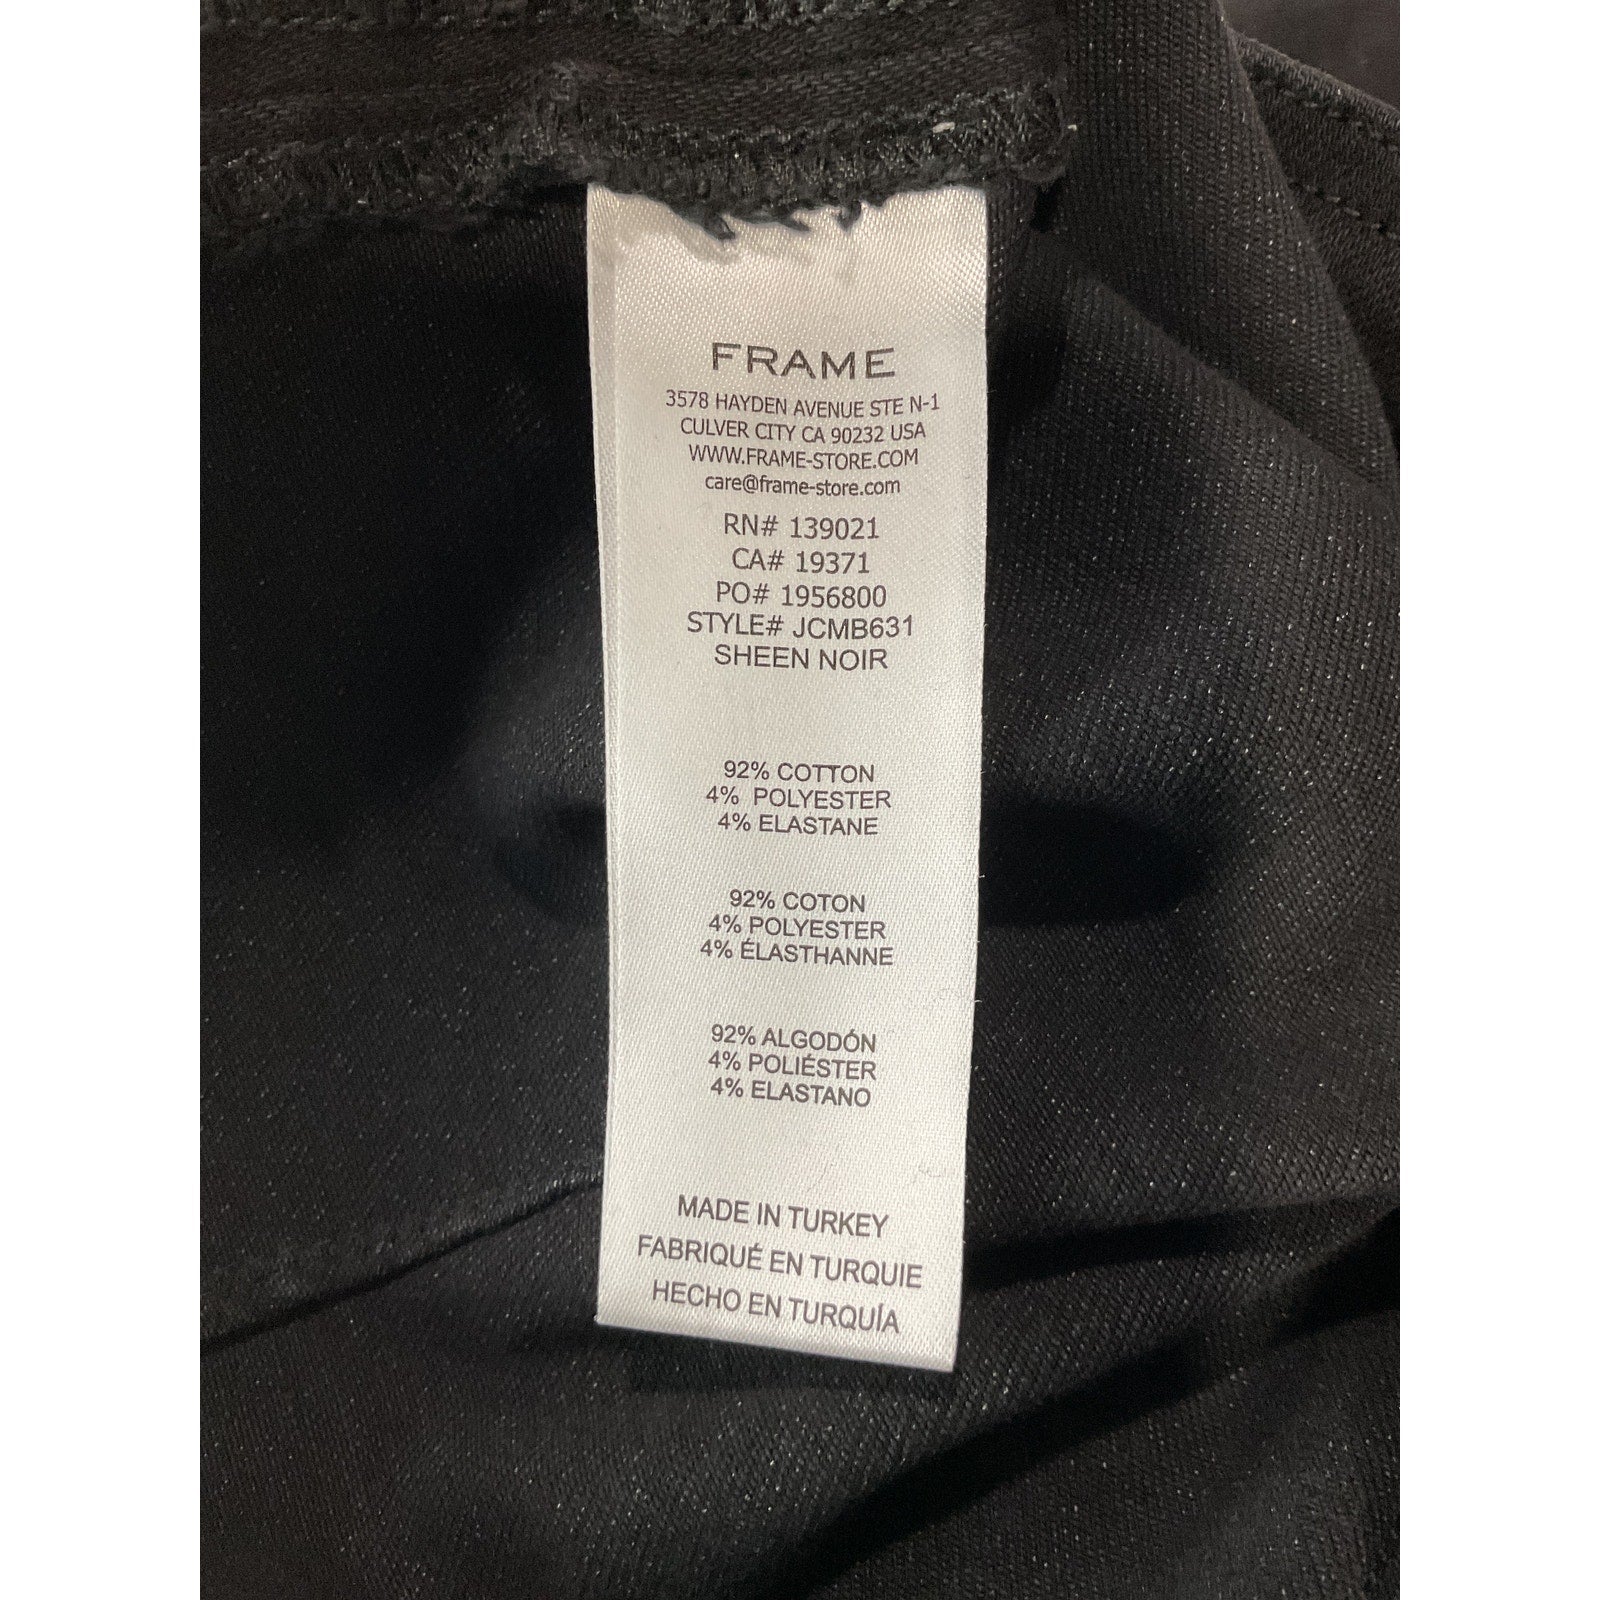 FRAME
3578 HAYDEN AVENUE STE N-1
CULVER CITY CA 90232 USA
WWW.FRAME-STORE.COM
care@frame-store.com
RN# 139021
CA# 19371
PO# 1956800
STYLE# JCMB631
SHEEN NOIR
92% COTTON
4% POLYESTER
4% ELASTANE
92% COTON
4% POLYESTER
4% ÉLASTHANNE
92% ALGODÓN
4% POLIÉSTER
4% ELASTANO
MADE IN TURKEY
FABRIQUÉ EN TURQUIE
HECHO EN TURQUÍA